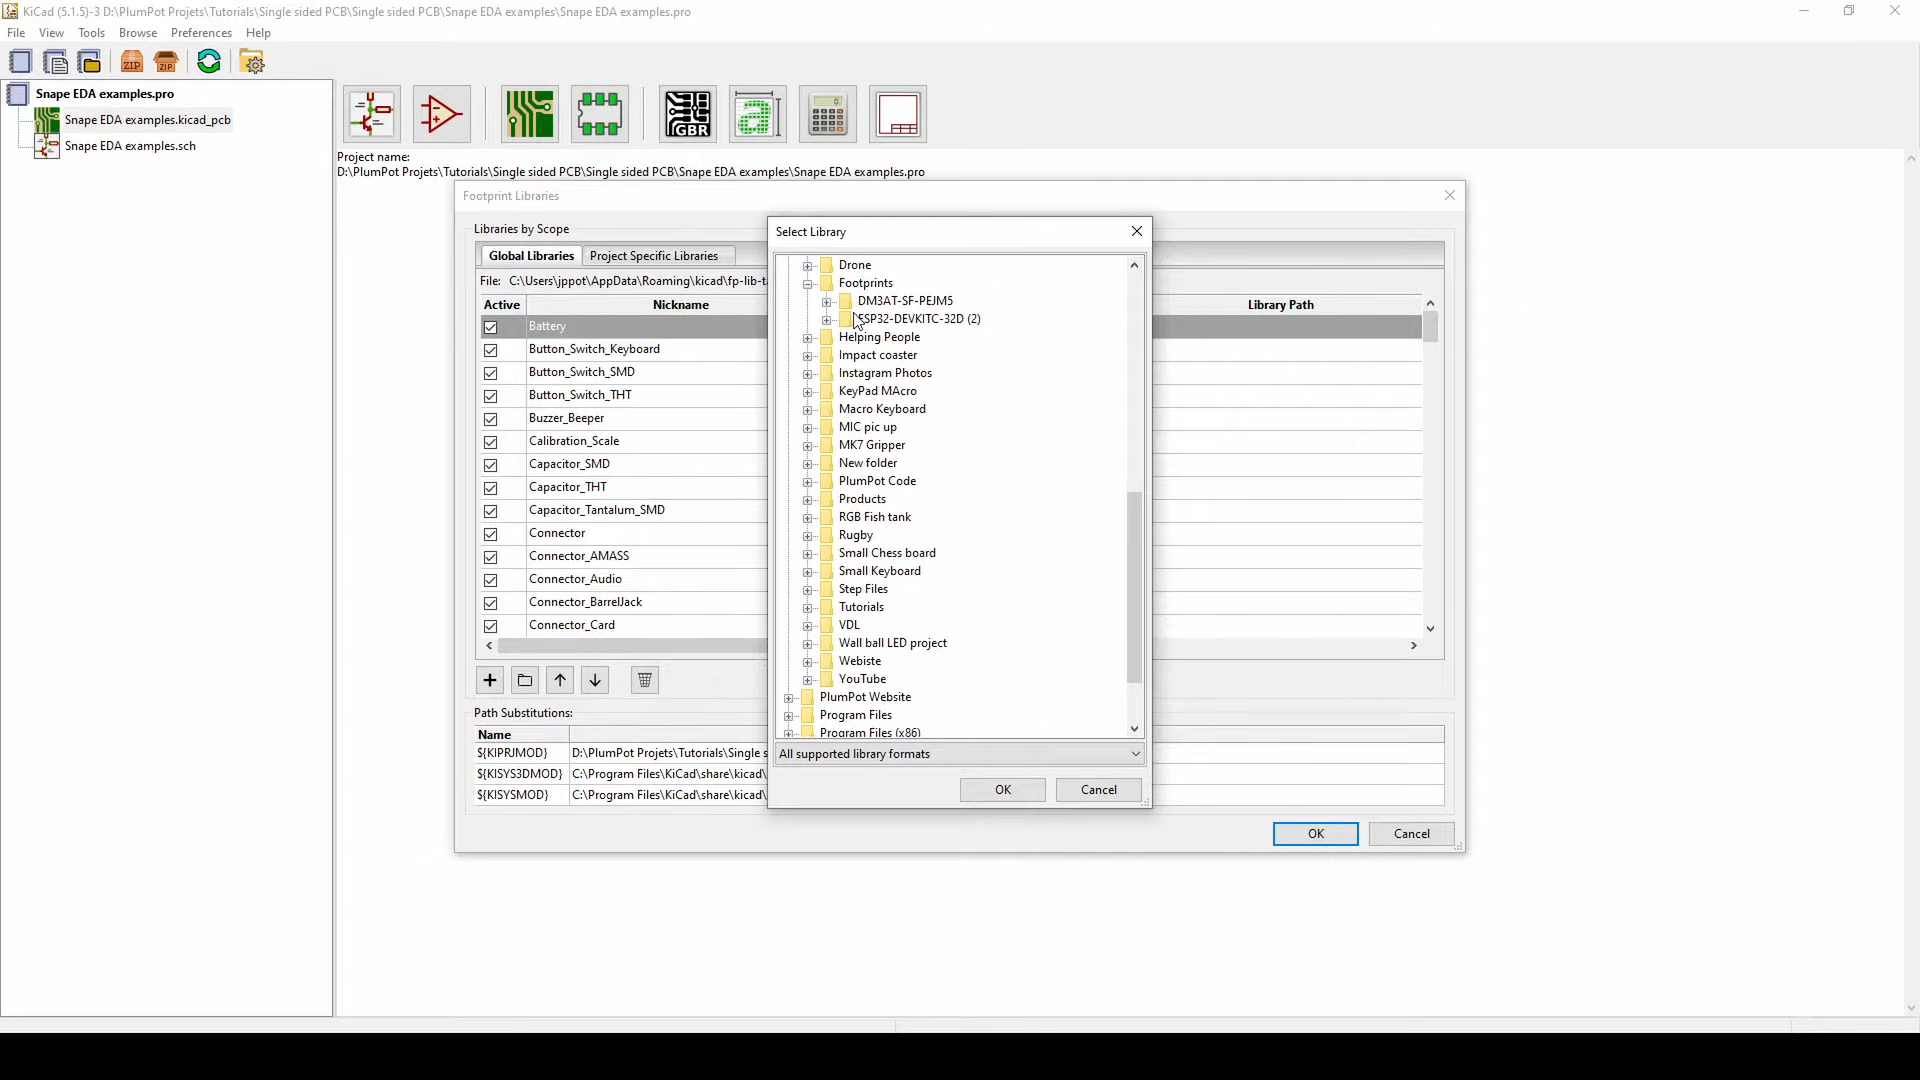 KiCad (5.1.5)-3 D:\PlumPot Projets\Tutorials\Single sided PCB\Single sided PCB\Snape EDA examples\Snape EDA examples.pro
File View Tools Browse Preferences Help
ZIP ZIP
Snape EDA examples.pro
Snape EDA examples.kicad_pcb
Snape EDA examples.sch
GBR a
Project name:
D:\PlumPot Projets\Tutorials\Single sided PCB\Single sided PCB\Snape EDA examples\Snape EDA examples.pro
Footprint Libraries
Libraries by Scope
Global Libraries Project Specific Libraries
File: C:\Users\jppot\AppData\Roaming\kicad\fp-lib-t
Active Nickname Library Path
Battery
Button_Switch_Keyboard
Button_Switch_SMD
Button_Switch_THT
Buzzer_Beeper
Calibration_Scale
Capacitor_SMD
Capacitor_THT
Capacitor_Tantalum_SMD
Connector
Connector_AMASS
Connector_Audio
Connector_BarrelJack
Connector_Card
Path Substitutions:
Name
${KIPRJMOD} D:\PlumPot Projets\Tutorials\Single s
${KISYS3DMOD} C:\Program Files\KiCad\share\kicad\
${KISYSMOD} C:\Program Files\KiCad\share\kicad\
OK Cancel
Select Library
Drone
Footprints
DM3AT-SF-PEJM5
SP32-DEVKITC-32D (2)
Helping People
Impact coaster
Instagram Photos
KeyPad MAcro
Macro Keyboard
MIC pic up
MK7 Gripper
New folder
PlumPot Code
Products
RGB Fish tank
Rugby
Small Chess board
Small Keyboard
Step Files
Tutorials
VDL
Wall ball LED project
Webiste
YouTube
PlumPot Website
Program Files
Program Files (x86)
All supported library formats
OK Cancel